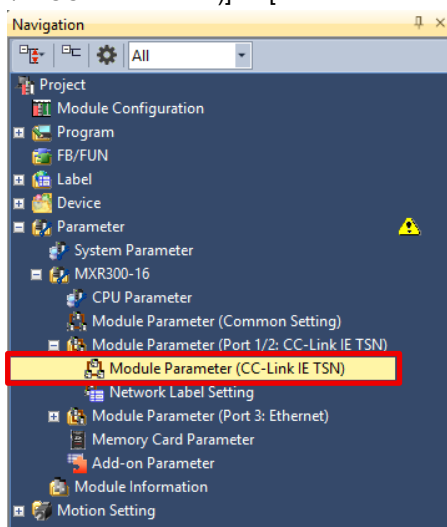 Navigation
All
Project
Module Configuration
Program
FB/FUN
Label
Device
Parameter
System Parameter
MXR300-16
CPU Parameter
Module Parameter (Common Setting)
Module Parameter (Port 1/2: CC-Link IE TSN)
Module Parameter (CC-Link IE TSN)
Network Label Setting
Module Parameter (Port 3: Ethernet)
Memory Card Parameter
Add-on Parameter
Module Information
Motion Setting